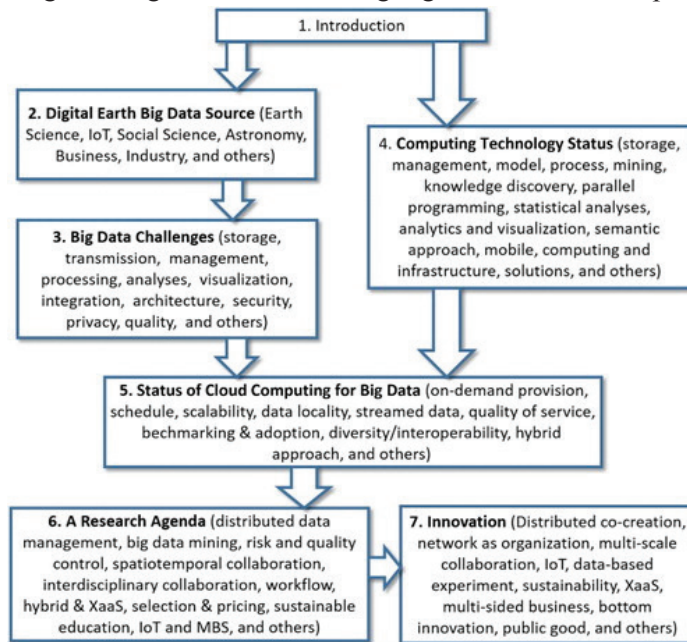 1. Introduction
2. Digital Earth Big Data Source (Earth
Science, IoT, Social Science, Astronomy,
Business, Industry, and others)
3. Big Data Challenges (storage,
transmission, management,
processing, analyses, visualization,
integration, architecture, security,
privacy, quality, and others)
4. Computing Technology Status (storage,
management, model, process, mining,
knowledge discovery, parallel
programming, statistical analyses,
analytics and visualization, semantic
approach, mobile, computing and
infrastructure, solutions, and others)
5. Status of Cloud Computing for Big Data (on-demand provision,
schedule, scalability, data locality, streamed data, quality of service,
bechmarking & adoption, diversity/interoperability, hybrid
approach, and others)
6. A Research Agenda (distributed data
management, big data mining, risk and quality
control, spatiotemporal collaboration,
interdisciplinary collaboration, workflow,
hybrid & XaaS, selection & pricing, sustainable
education, IoT and MBS, and others)
7. Innovation (Distributed co-creation,
network as organization, multi-scale
collaboration, IoT, data-based
experiment, sustainability, XaaS,
multi-sided business, bottom
innovation, public good, and others)